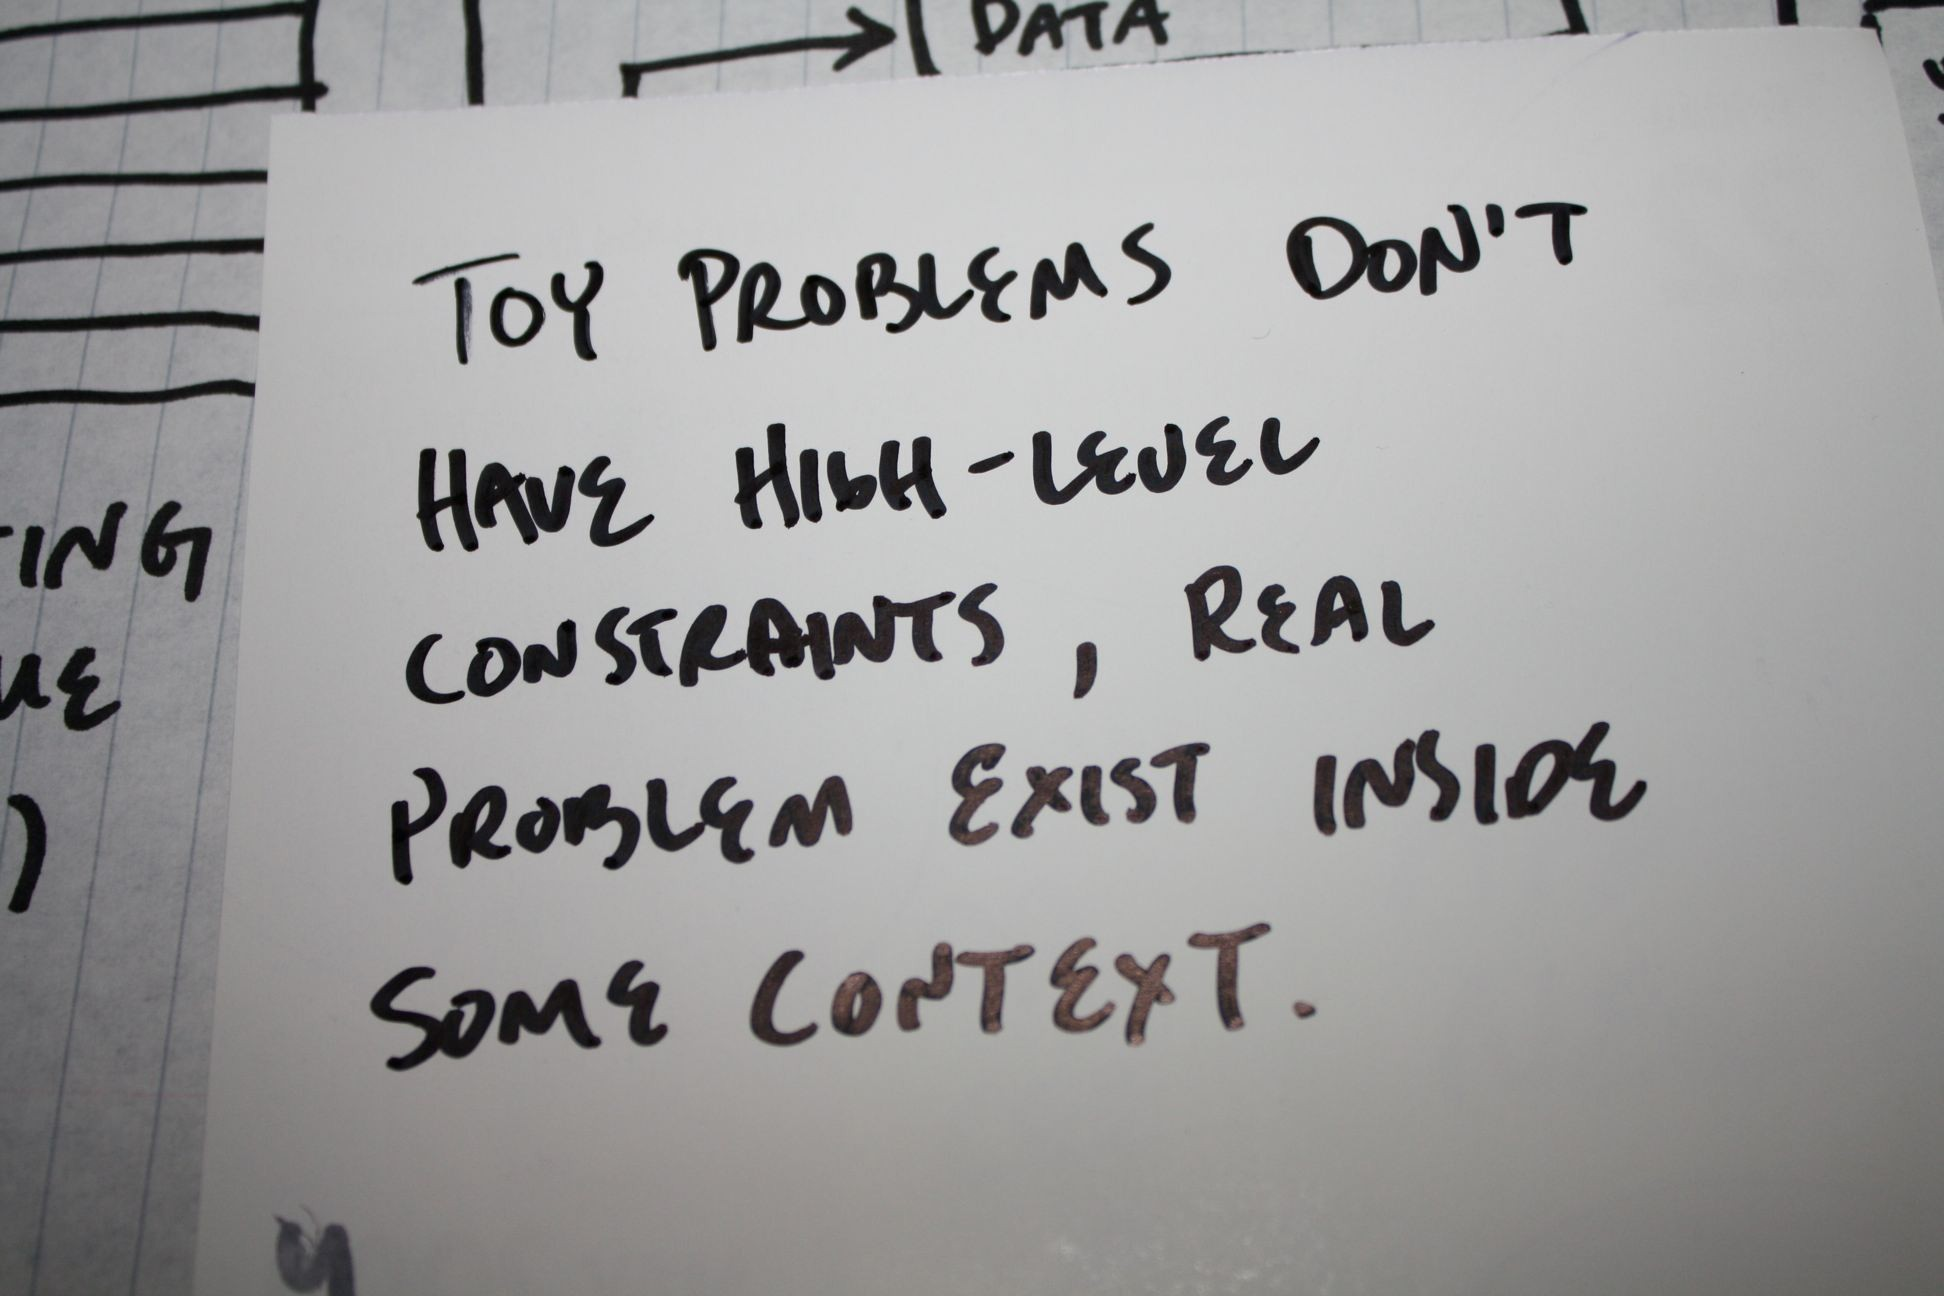 DATA
TOY PROBLEMS DON'T
HAVE HIGH-LEVEL
CONSTRAINTS, REAL
PROBLEM EXIST INSIDE
SOME CONTEXT.